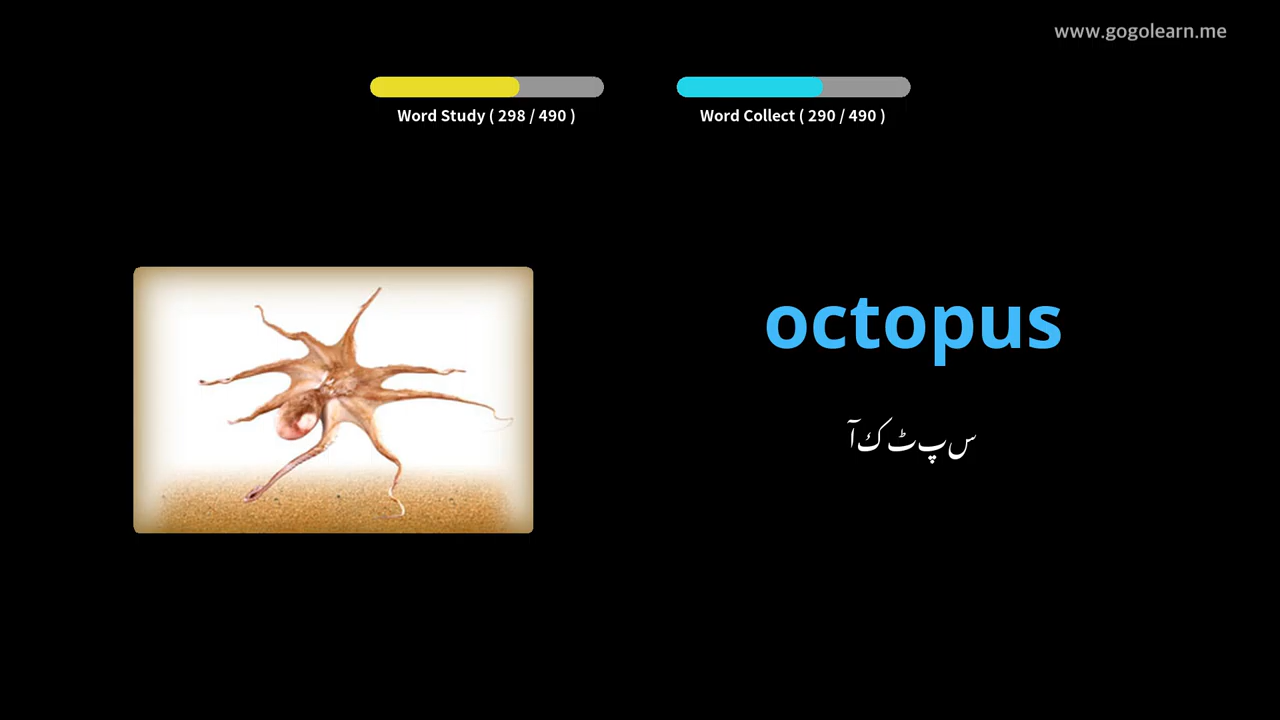 www.gogolearn.me
Word Study ( 298 / 490 )
Word Collect ( 290 / 490 )
octopus
س پ ٹ ک آ